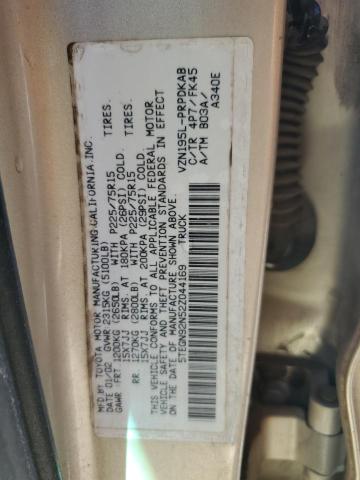 MFD BY TOYOTA MOTOR MANUFACTURING CALIFORNIA.INC.
DATE 01/02 GVWR 2315KG (5100LB)
GAWR FRT 1200KG (2650LB) WITH P225/75R15 TIRES.
15X7JJ RIMS AT 180KPA (26PSI) COLD.
RR 1270KG (2800LB) WITH P225/75R15 TIRES.
15X7JJ RIMS AT 200KPA (29PSI) COLD.
THIS VEHICLE CONFORMS TO ALL APPLICABLE FEDERAL MOTOR
VEHICLE SAFETY THEFT PREVENTION STANDARDS IN EFFECT
ON THE DATE OF MANUFACTURE SHOWN ABOVE.
5TEGN92N52Z044169 TRUCK
VZN195L-PRPDKAB
C/TR 4P7/FK45
A/TM B03A/
A340E